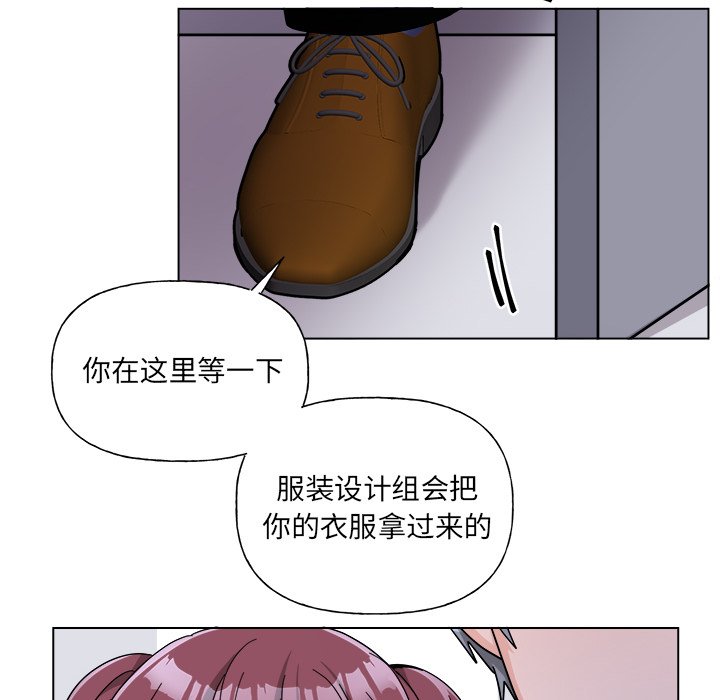 你在这里等一下
服装设计组会把
你的衣服拿过来的